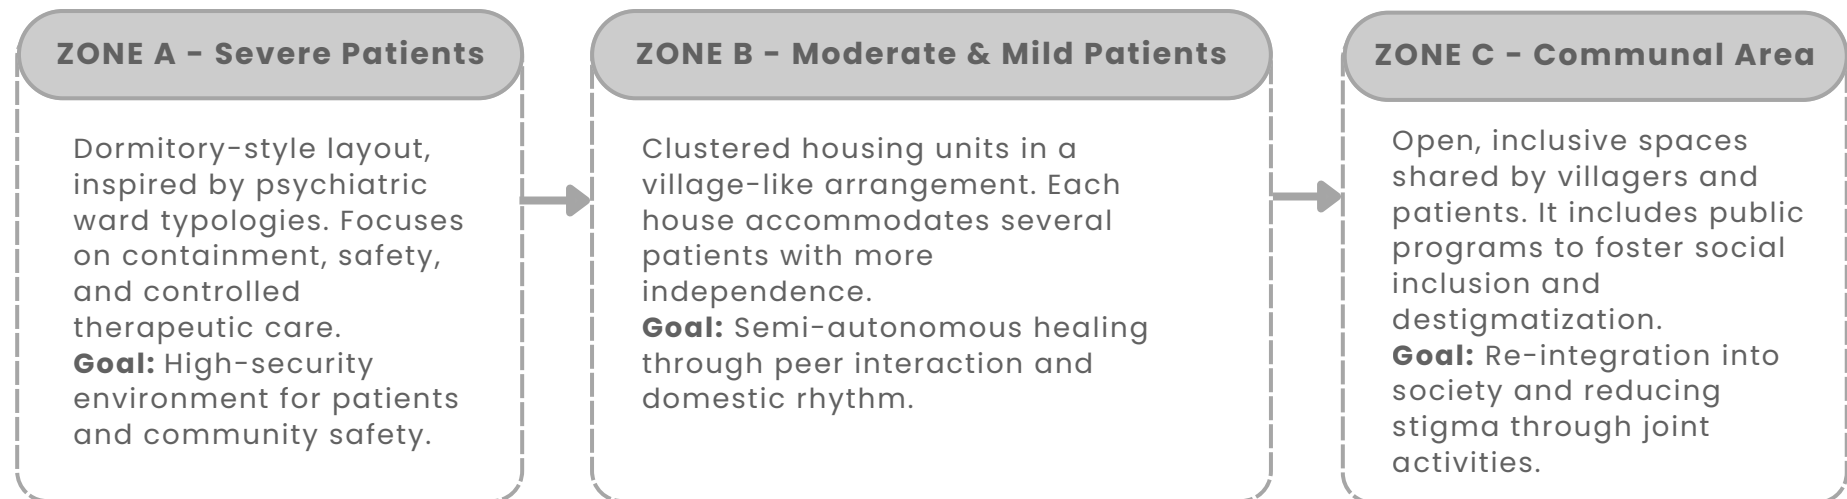 ZONE A - Severe Patients
Dormitory-style layout,
inspired by psychiatric
ward typologies. Focuses
on containment, safety,
and controlled
therapeutic care.
Goal: High-security
environment for patients
and community safety.
ZONE B - Moderate & Mild Patients
Clustered housing units in a
village-like arrangement. Each
house accommodates several
patients with more
independence.
Goal: Semi-autonomous healing
through peer interaction and
domestic rhythm.
ZONE C - Communal Area
Open, inclusive spaces
shared by villagers and
patients. It includes public
programs to foster social
inclusion and
destigmatization.
Goal: Re-integration into
society and reducing
stigma through joint
activities.